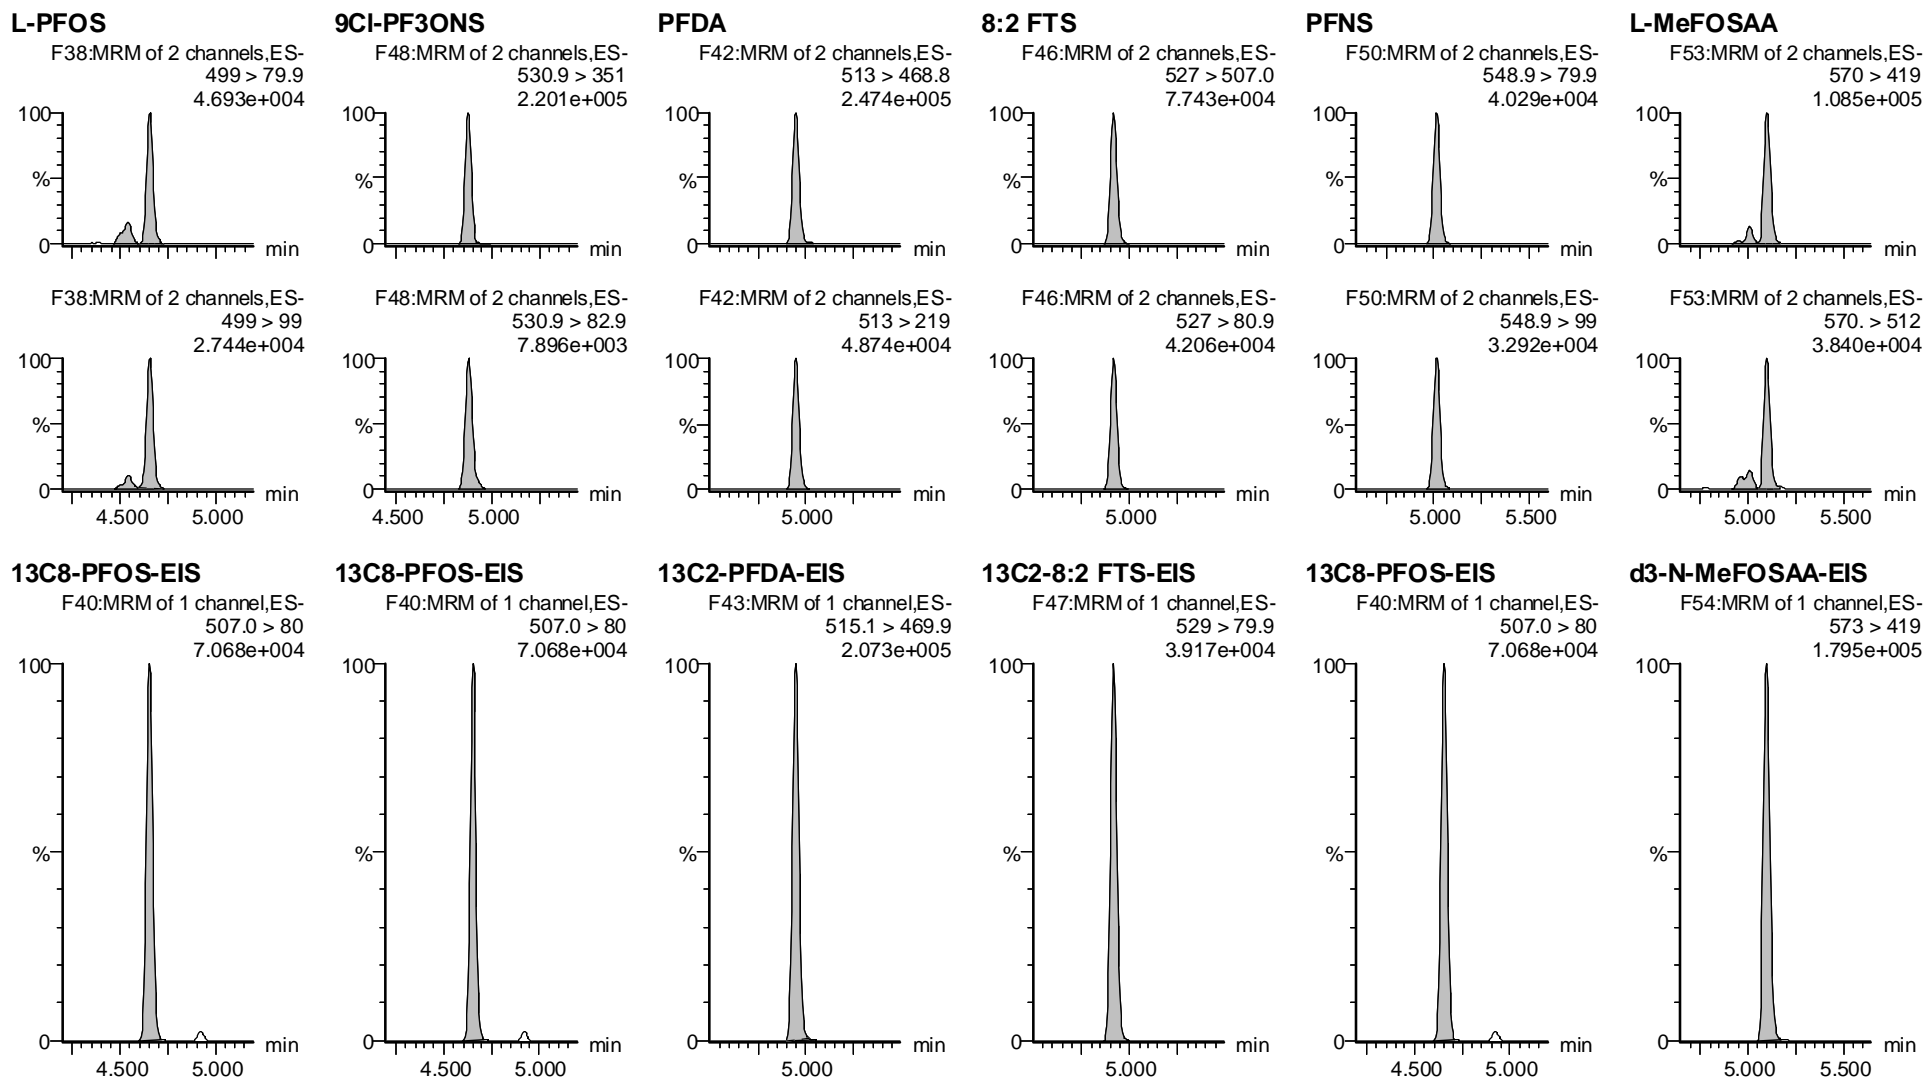 L-PFOS
F38:MRM of 2 channels,ES-
499 > 79.9
4.693e+004
100
%
0
min
F38:MRM of 2 channels,ES-
499 > 99
2.744e+004
100
%
0
min
4.500 5.000
9Cl-PF3ONS
F48:MRM of 2 channels,ES-
530.9 > 351
2.201e+005
100
%
0
min
F48:MRM of 2 channels,ES-
530.9 > 82.9
7.896e+003
100
%
0
min
4.500 5.000
PFDA
F42:MRM of 2 channels,ES-
513 > 468.8
2.474e+005
100
%
0
min
F42:MRM of 2 channels,ES-
513 > 219
4.874e+004
100
%
0
min
5.000
8:2 FTS
F46:MRM of 2 channels,ES-
527 > 507.0
7.743e+004
100
%
0
min
F46:MRM of 2 channels,ES-
527 > 80.9
4.206e+004
100
%
0
min
5.000
PFNS
F50:MRM of 2 channels,ES-
548.9 > 79.9
4.029e+004
100
%
0
min
F50:MRM of 2 channels,ES-
548.9 > 99
3.292e+004
100
%
0
min
5.000 5.500
L-MeFOSAA
F53:MRM of 2 channels,ES-
570 > 419
1.085e+005
100
%
0
min
F53:MRM of 2 channels,ES-
570. > 512
3.840e+004
100
%
0
min
5.000 5.500
13C8-PFOS-EIS
F40:MRM of 1 channel,ES-
507.0 > 80
7.068e+004
100
%
0
min
4.500 5.000
13C8-PFOS-EIS
F40:MRM of 1 channel,ES-
507.0 > 80
7.068e+004
100
%
0
min
4.500 5.000
13C2-PFDA-EIS
F43:MRM of 1 channel,ES-
515.1 > 469.9
2.073e+005
100
%
0
min
5.000
13C2-8:2 FTS-EIS
F47:MRM of 1 channel,ES-
529 > 79.9
3.917e+004
100
%
0
min
5.000
13C8-PFOS-EIS
F40:MRM of 1 channel,ES-
507.0 > 80
7.068e+004
100
%
0
min
4.500 5.000
d3-N-MeFOSAA-EIS
F54:MRM of 1 channel,ES-
573 > 419
1.795e+005
100
%
0
min
5.000 5.500